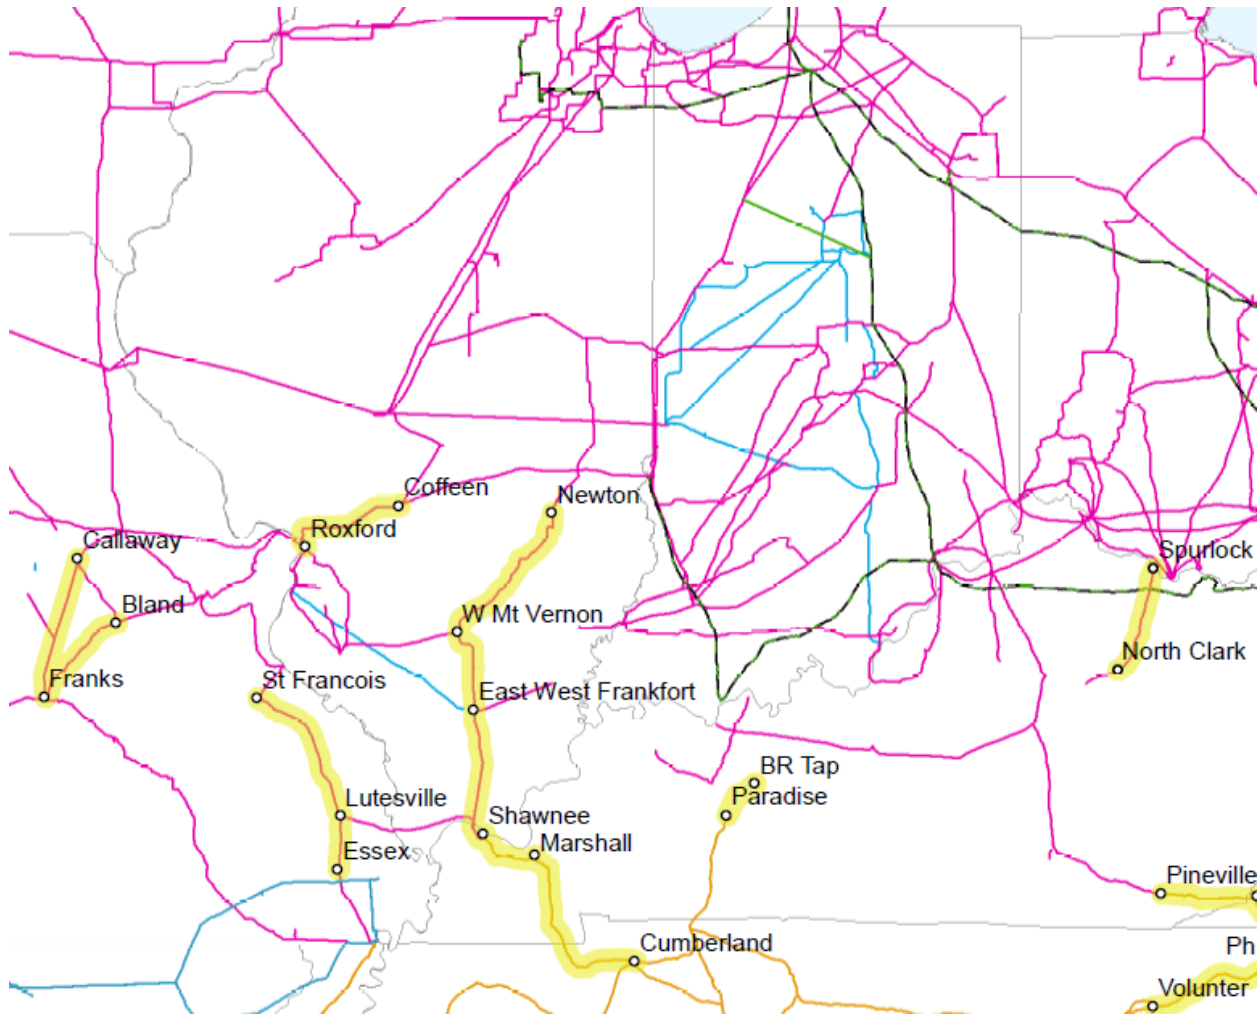 Coffeen
Newton
Roxford
Callaway
Spurlock
Bland
W Mt Vernon
North Clark
Franks
St Francois
East West Frankfort
BR Tap
Paradise
Lutesville
Shawnee
Marshall
Essex
Pineville
Cumberland
Ph
Volunter